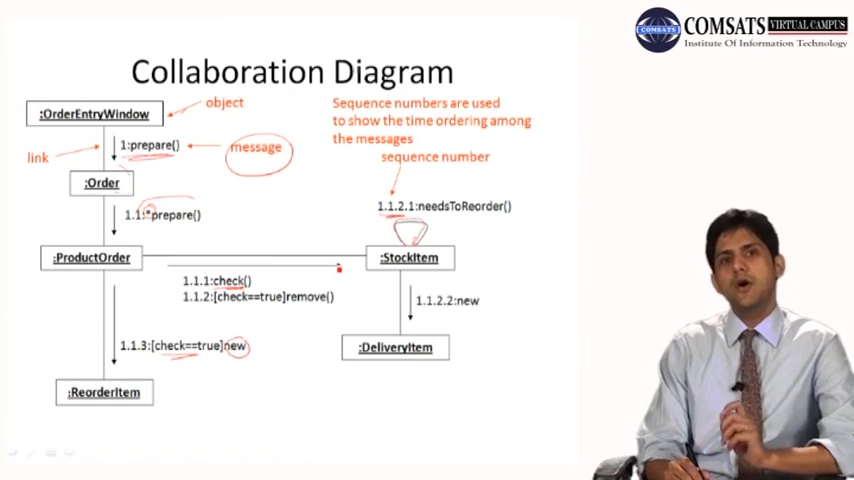 COMSATS VIRTUAL CAMPUS
Institute Of Information Technology
COMSATS
Collaboration Diagram
:OrderEntryWindow
object
Sequence numbers are used
to show the time ordering among
the messages
1:prepare()
message
link
sequence number
:Order
1.1:*prepare()
1.1.2.1:needsToReorder()
:ProductOrder
:StockItem
1.1.1:check()
1.1.2:[check==true]remove()
1.1.2.2:new
1.1.3:[check==true]new
:DeliveryItem
:ReorderItem